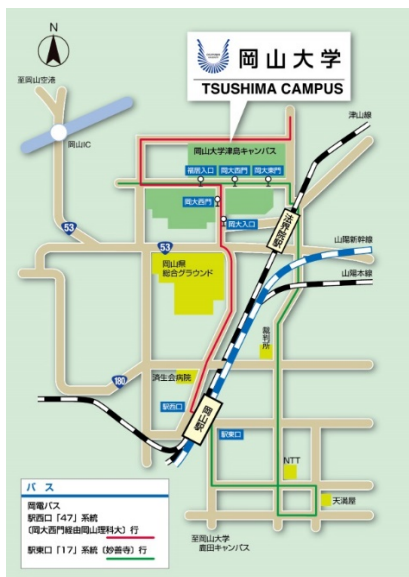 N
岡山大学
TSUSHIMA CAMPUS
至岡山空港
岡山IC
津山線
岡山大学津島キャンパス
福居入口
岡大西門
岡大東門
岡大西門
岡大入口
法界院駅
53
53
山陽新幹線
山陽本線
岡山県
総合グラウンド
裁判所
180
済生会病院
駅西口
岡山駅
駅東口
NTT
天満屋
バス
岡電バス
駅西口「47」系統
(岡大西門経由岡山理科大)行
駅東口「17」系統(妙善寺)行
至岡山大学
鹿田キャンパス